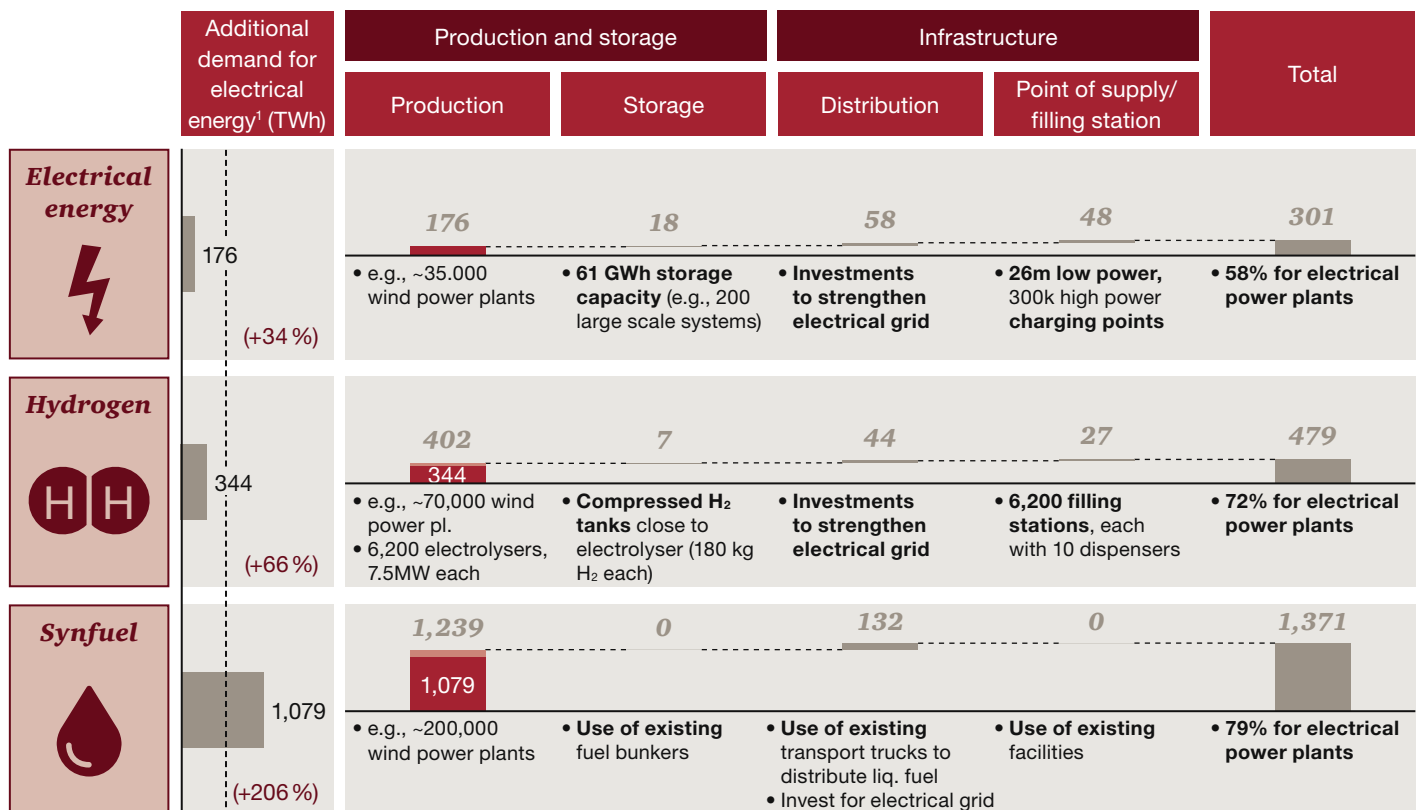 Additional
demand for
electrical
energy¹ (TWh)
Production and storage
Infrastructure
Total
Production
Storage
Distribution
Point of supply/
filling station
Electrical
energy
176
(+34 %)
176
• e.g., ~35.000
wind power plants
18
• 61 GWh storage
capacity (e.g., 200
large scale systems)
58
• Investments
to strengthen
electrical grid
48
• 26m low power,
300k high power
charging points
301
• 58% for electrical
power plants
Hydrogen
H H
344
(+66 %)
402
344
• e.g., ~70,000 wind
power pl.
• 6,200 electrolysers,
7.5MW each
7
• Compressed H₂
tanks close to
electrolyser (180 kg
H₂ each)
44
• Investments
to strengthen
electrical grid
27
• 6,200 filling
stations, each
with 10 dispensers
479
• 72% for electrical
power plants
Synfuel
1,079
(+206 %)
1,239
1,079
• e.g., ~200,000
wind power plants
0
• Use of existing
fuel bunkers
132
• Use of existing
transport trucks to
distribute liq. fuel
• Invest for electrical grid
0
• Use of existing
facilities
1,371
• 79% for electrical
power plants